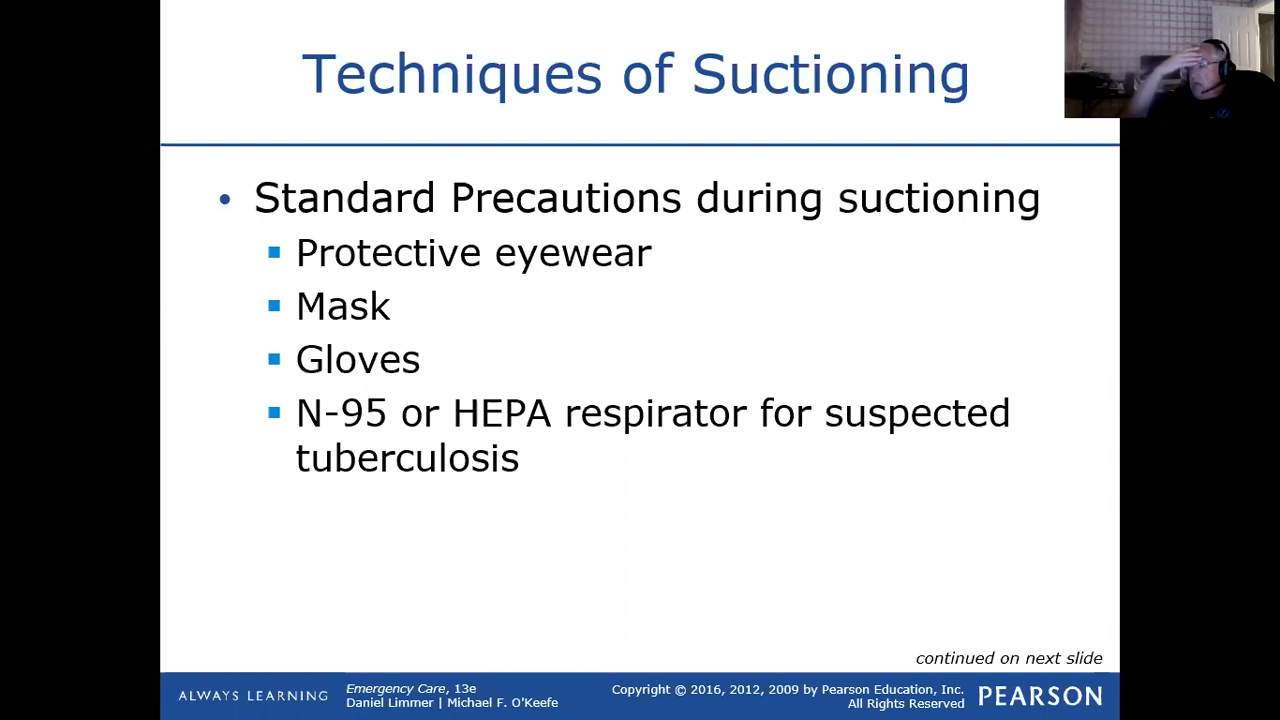 Techniques of Suctioning
• Standard Precautions during suctioning
▪ Protective eyewear
▪ Mask
▪ Gloves
▪ N-95 or HEPA respirator for suspected
tuberculosis
continued on next slide
ALWAYS LEARNING
Emergency Care, 13e
Daniel Limmer | Michael F. O'Keefe
Copyright © 2016, 2012, 2009 by Pearson Education, Inc.
All Rights Reserved
PEARSON